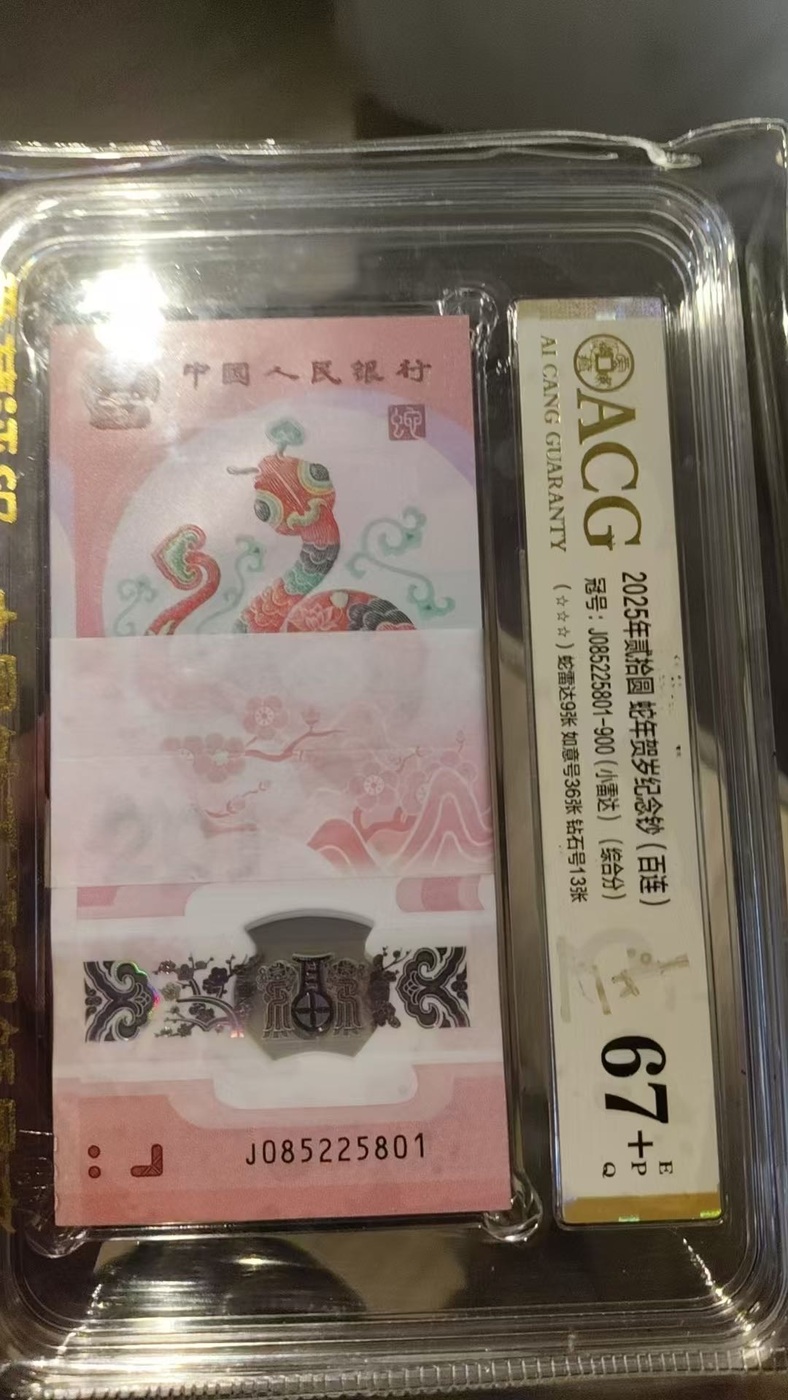 中國人民銀行
J085225801
ACG
AI CANG GUARANTY
2025年贰拾圆 蛇年贺岁纪念钞（百连）
冠号：J085225801-900（小雷达）（综合分）
（☆☆☆）蛇雷达9张 如意号36张 钻石号13张
67+
E
P
Q